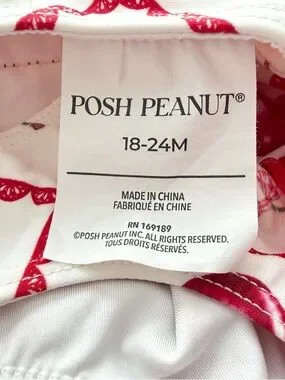 POSH PEANUT®
18-24M
MADE IN CHINA
FABRIQUÉ EN CHINE
RN 169189
©POSH PEANUT INC. ALL RIGHTS RESERVED.
TOUS DROITS RÉSERVÉS.